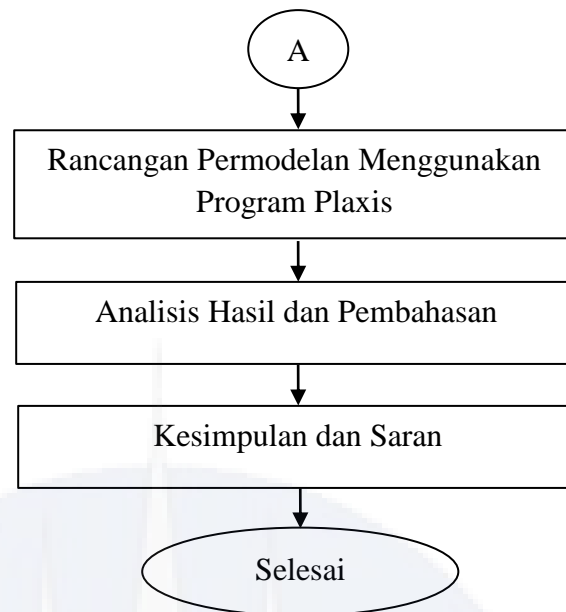 A
Rancangan Permodelan Menggunakan
Program Plaxis
Analisis Hasil dan Pembahasan
Kesimpulan dan Saran
Selesai